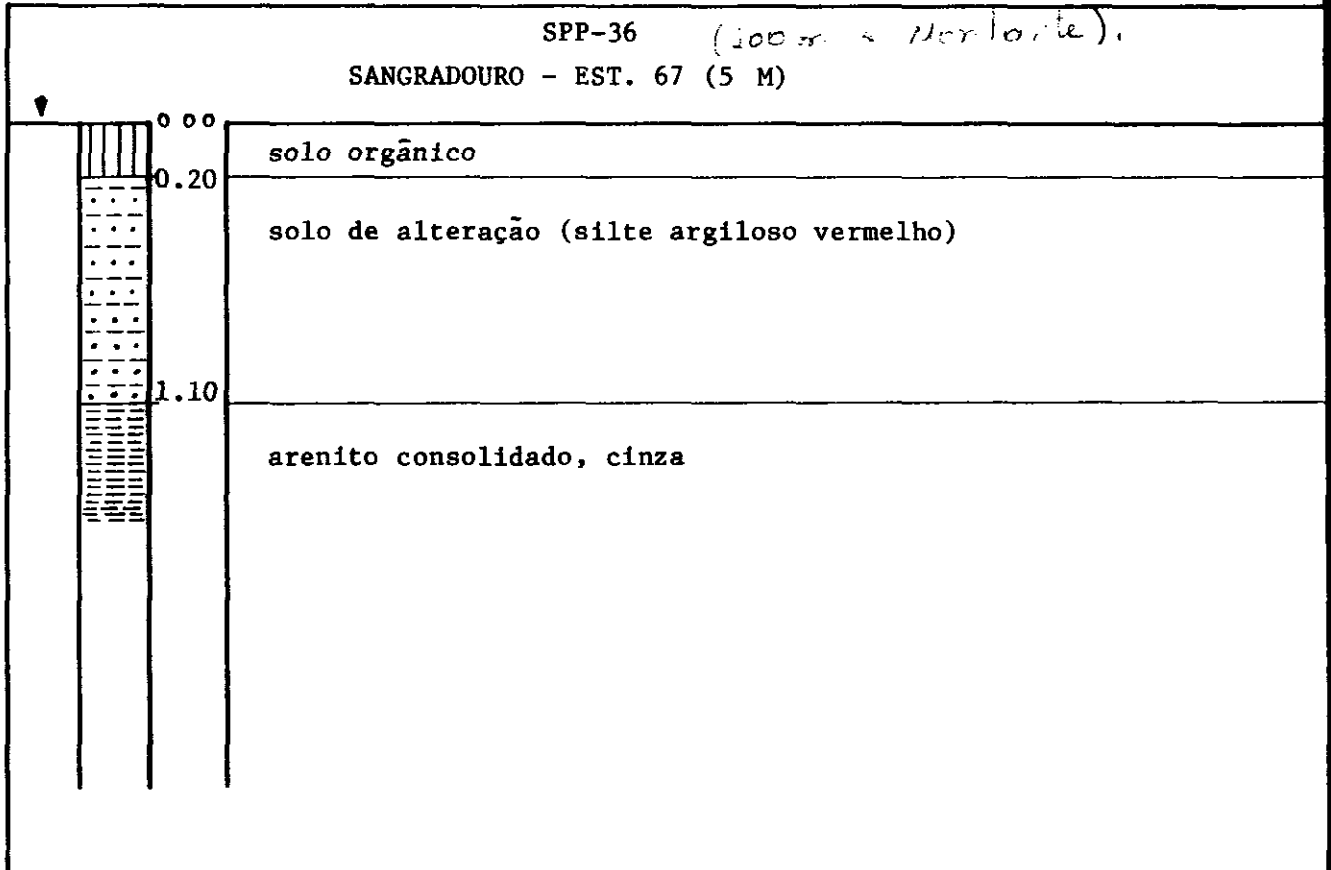 SPP-36 (100 m
SANGRADOURO - EST. 67 (5 M)
0 00
solo orgânico
0.20
solo de alteração (silte argiloso vermelho)
1.10
arenito consolidado, cinza